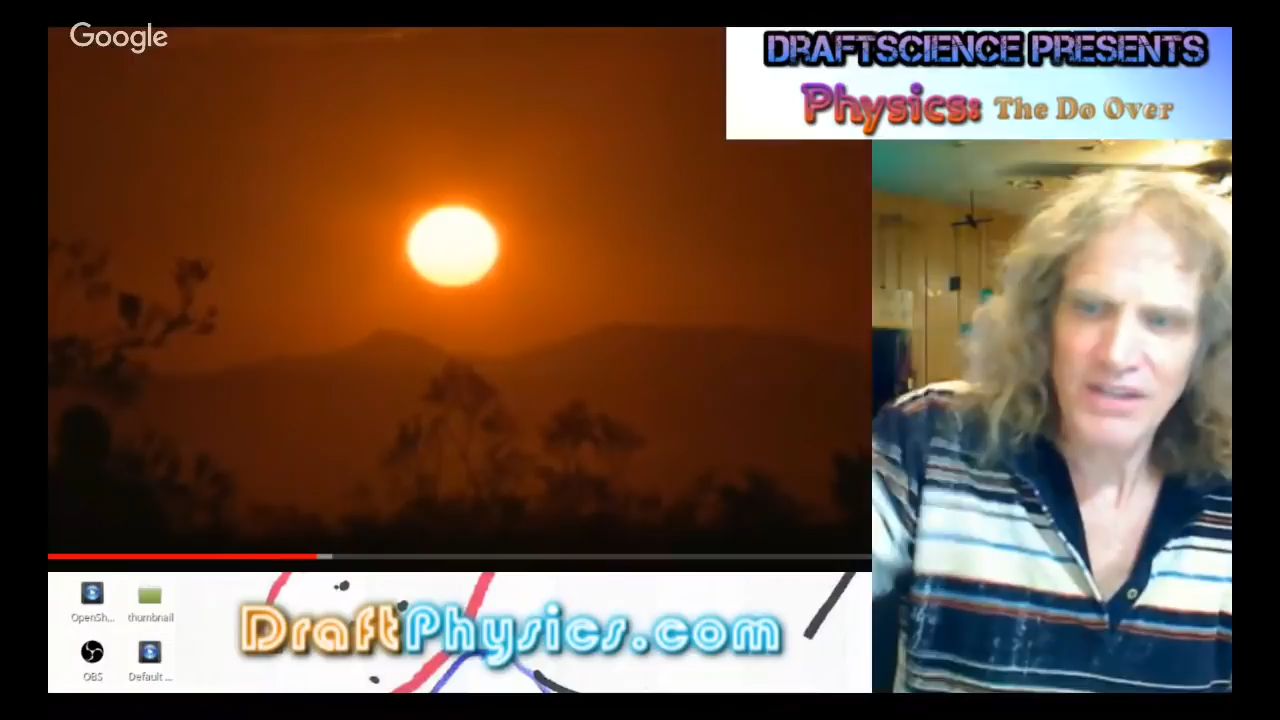 Google
DRAFTSCIENCE PRESENTS
Physics: The Do Over
OpenSh...
thumbnail
DraftPhysics.com
OBS
Default ...